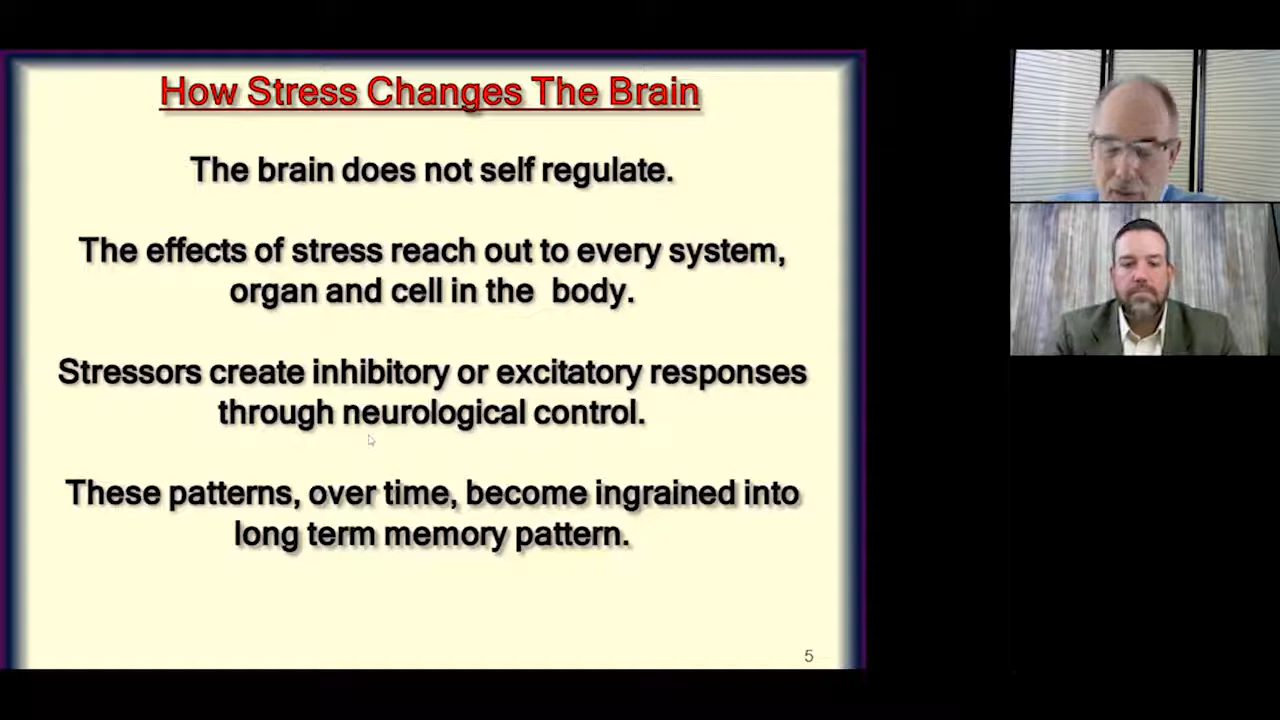 How Stress Changes The Brain
The brain does not self regulate.
The effects of stress reach out to every system,
organ and cell in the body.
Stressors create inhibitory or excitatory responses
through neurological control.
These patterns, over time, become ingrained into
long term memory pattern.
5